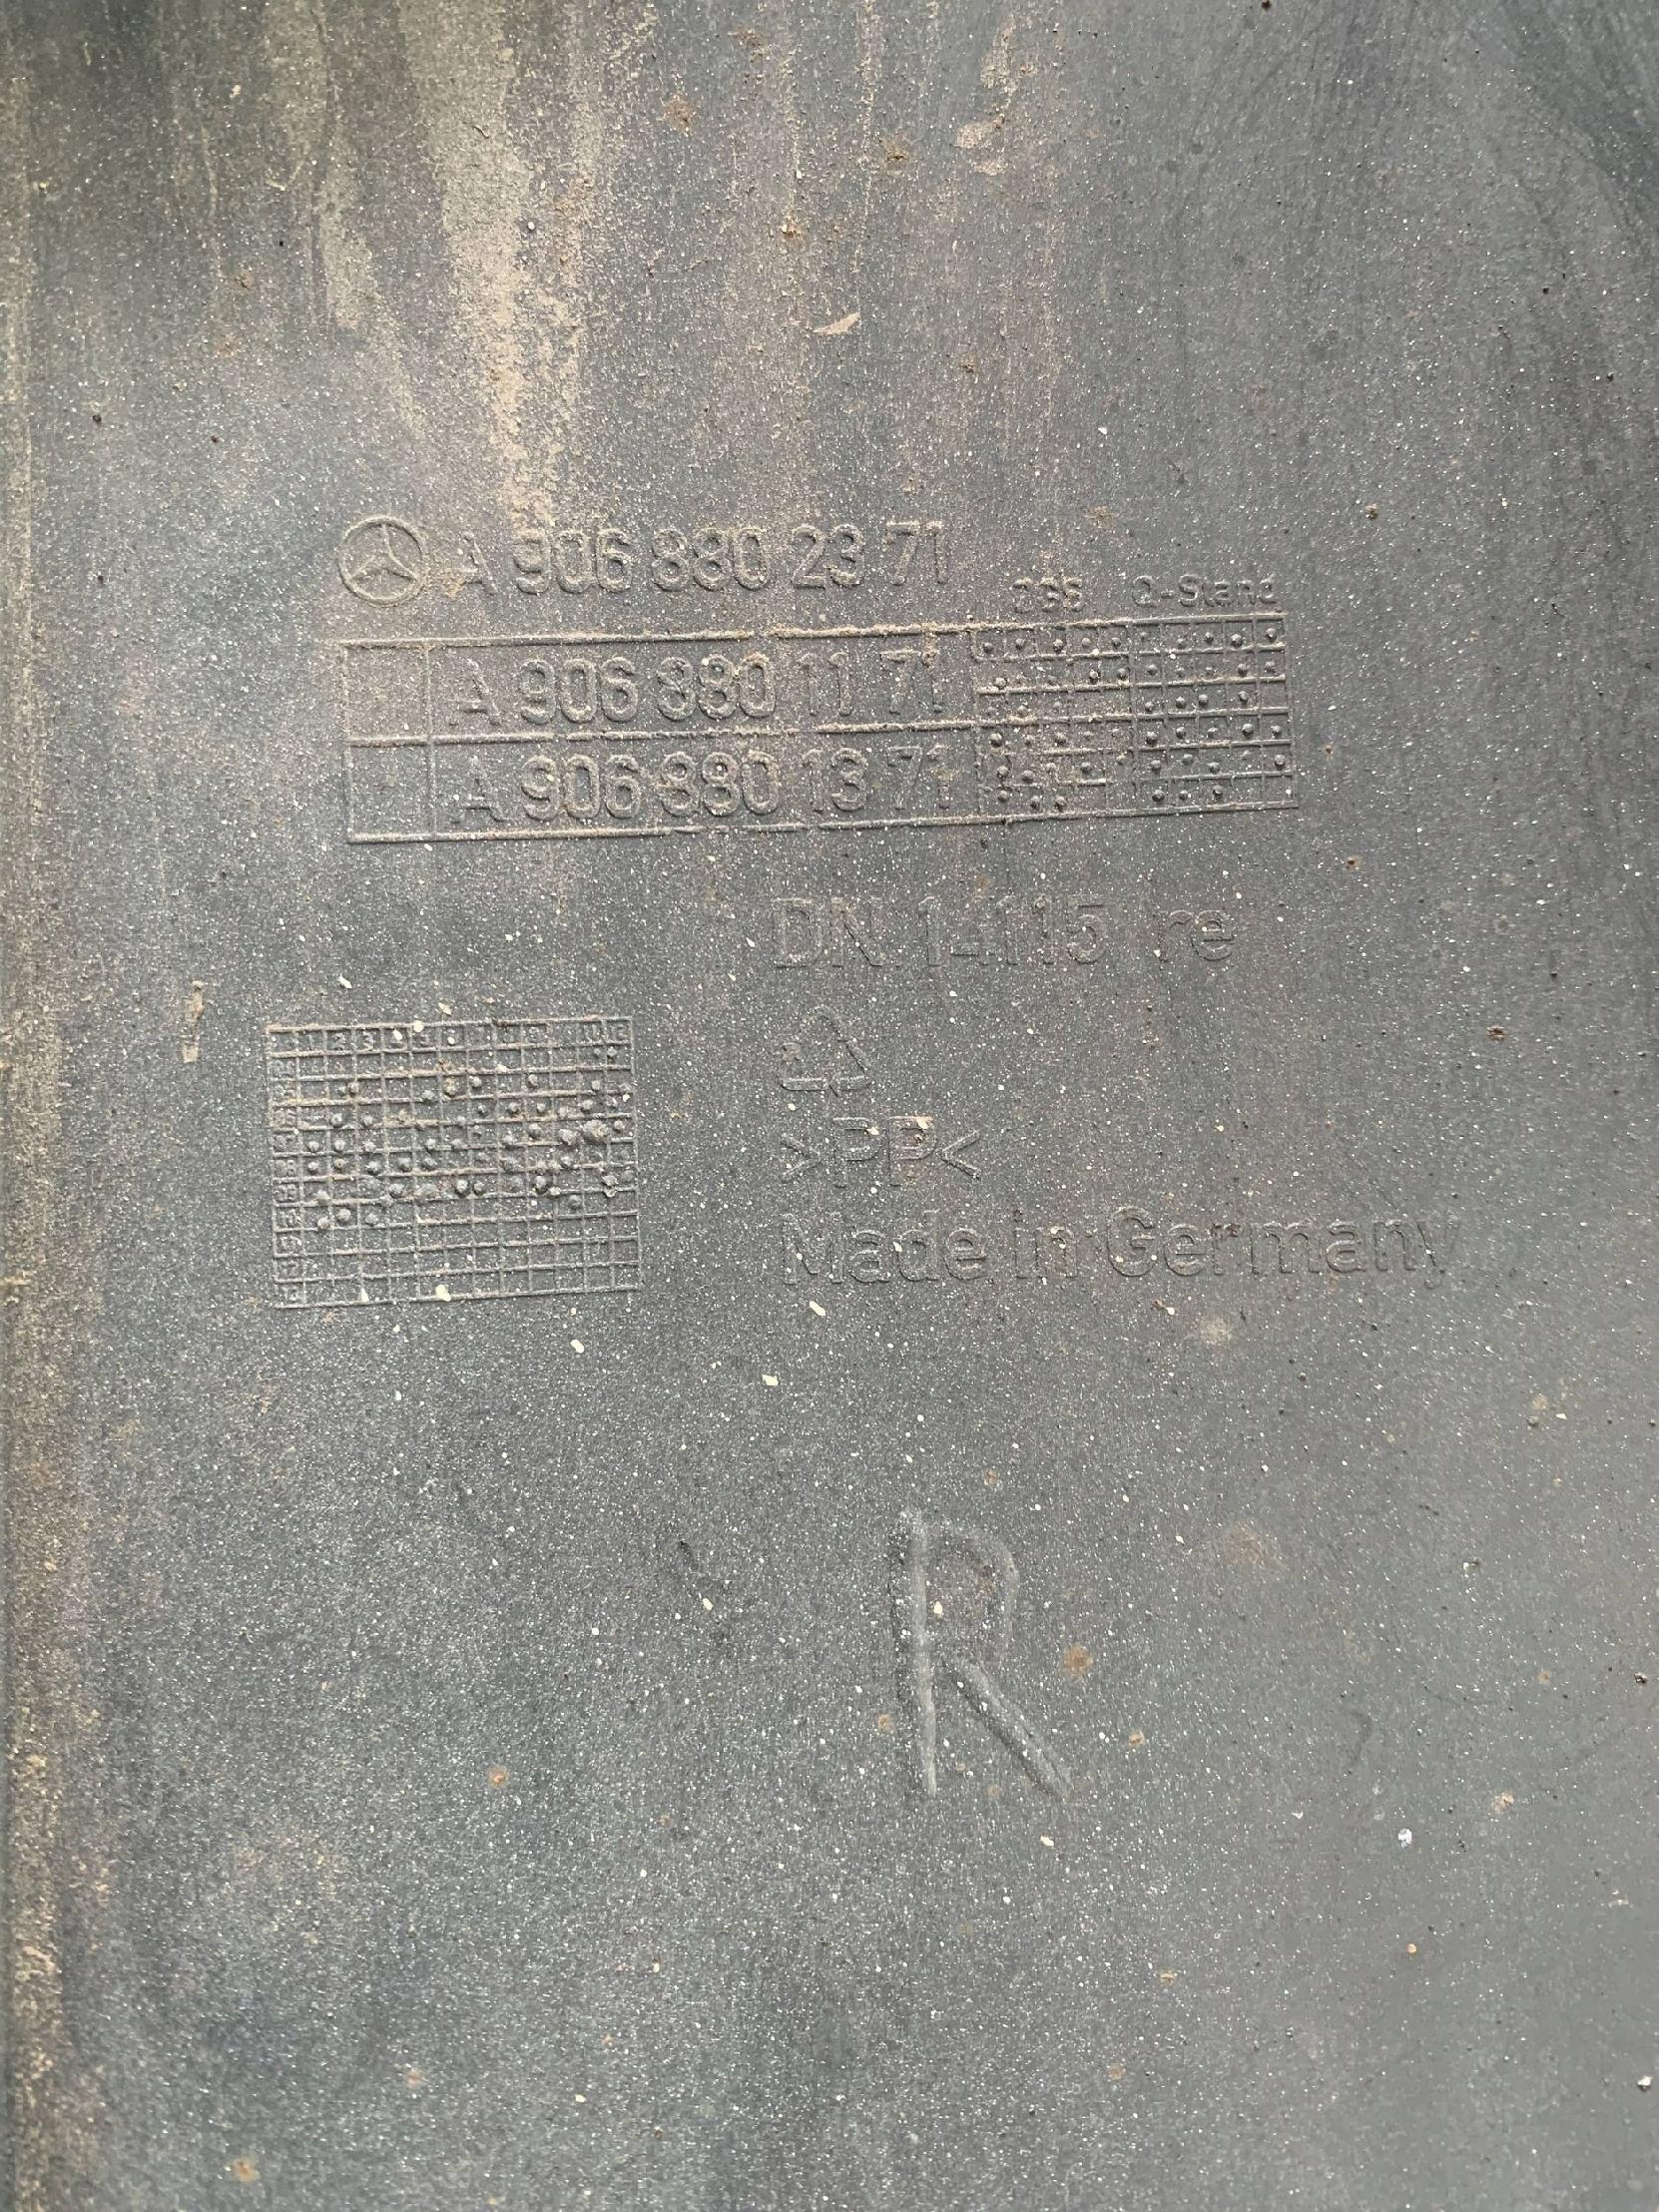 A 906 880 23 71
ZGS Q-Stand
A 906 880 11 71
A 906 880 13 71
DN 14115 re
>PP<
Made in Germany
R